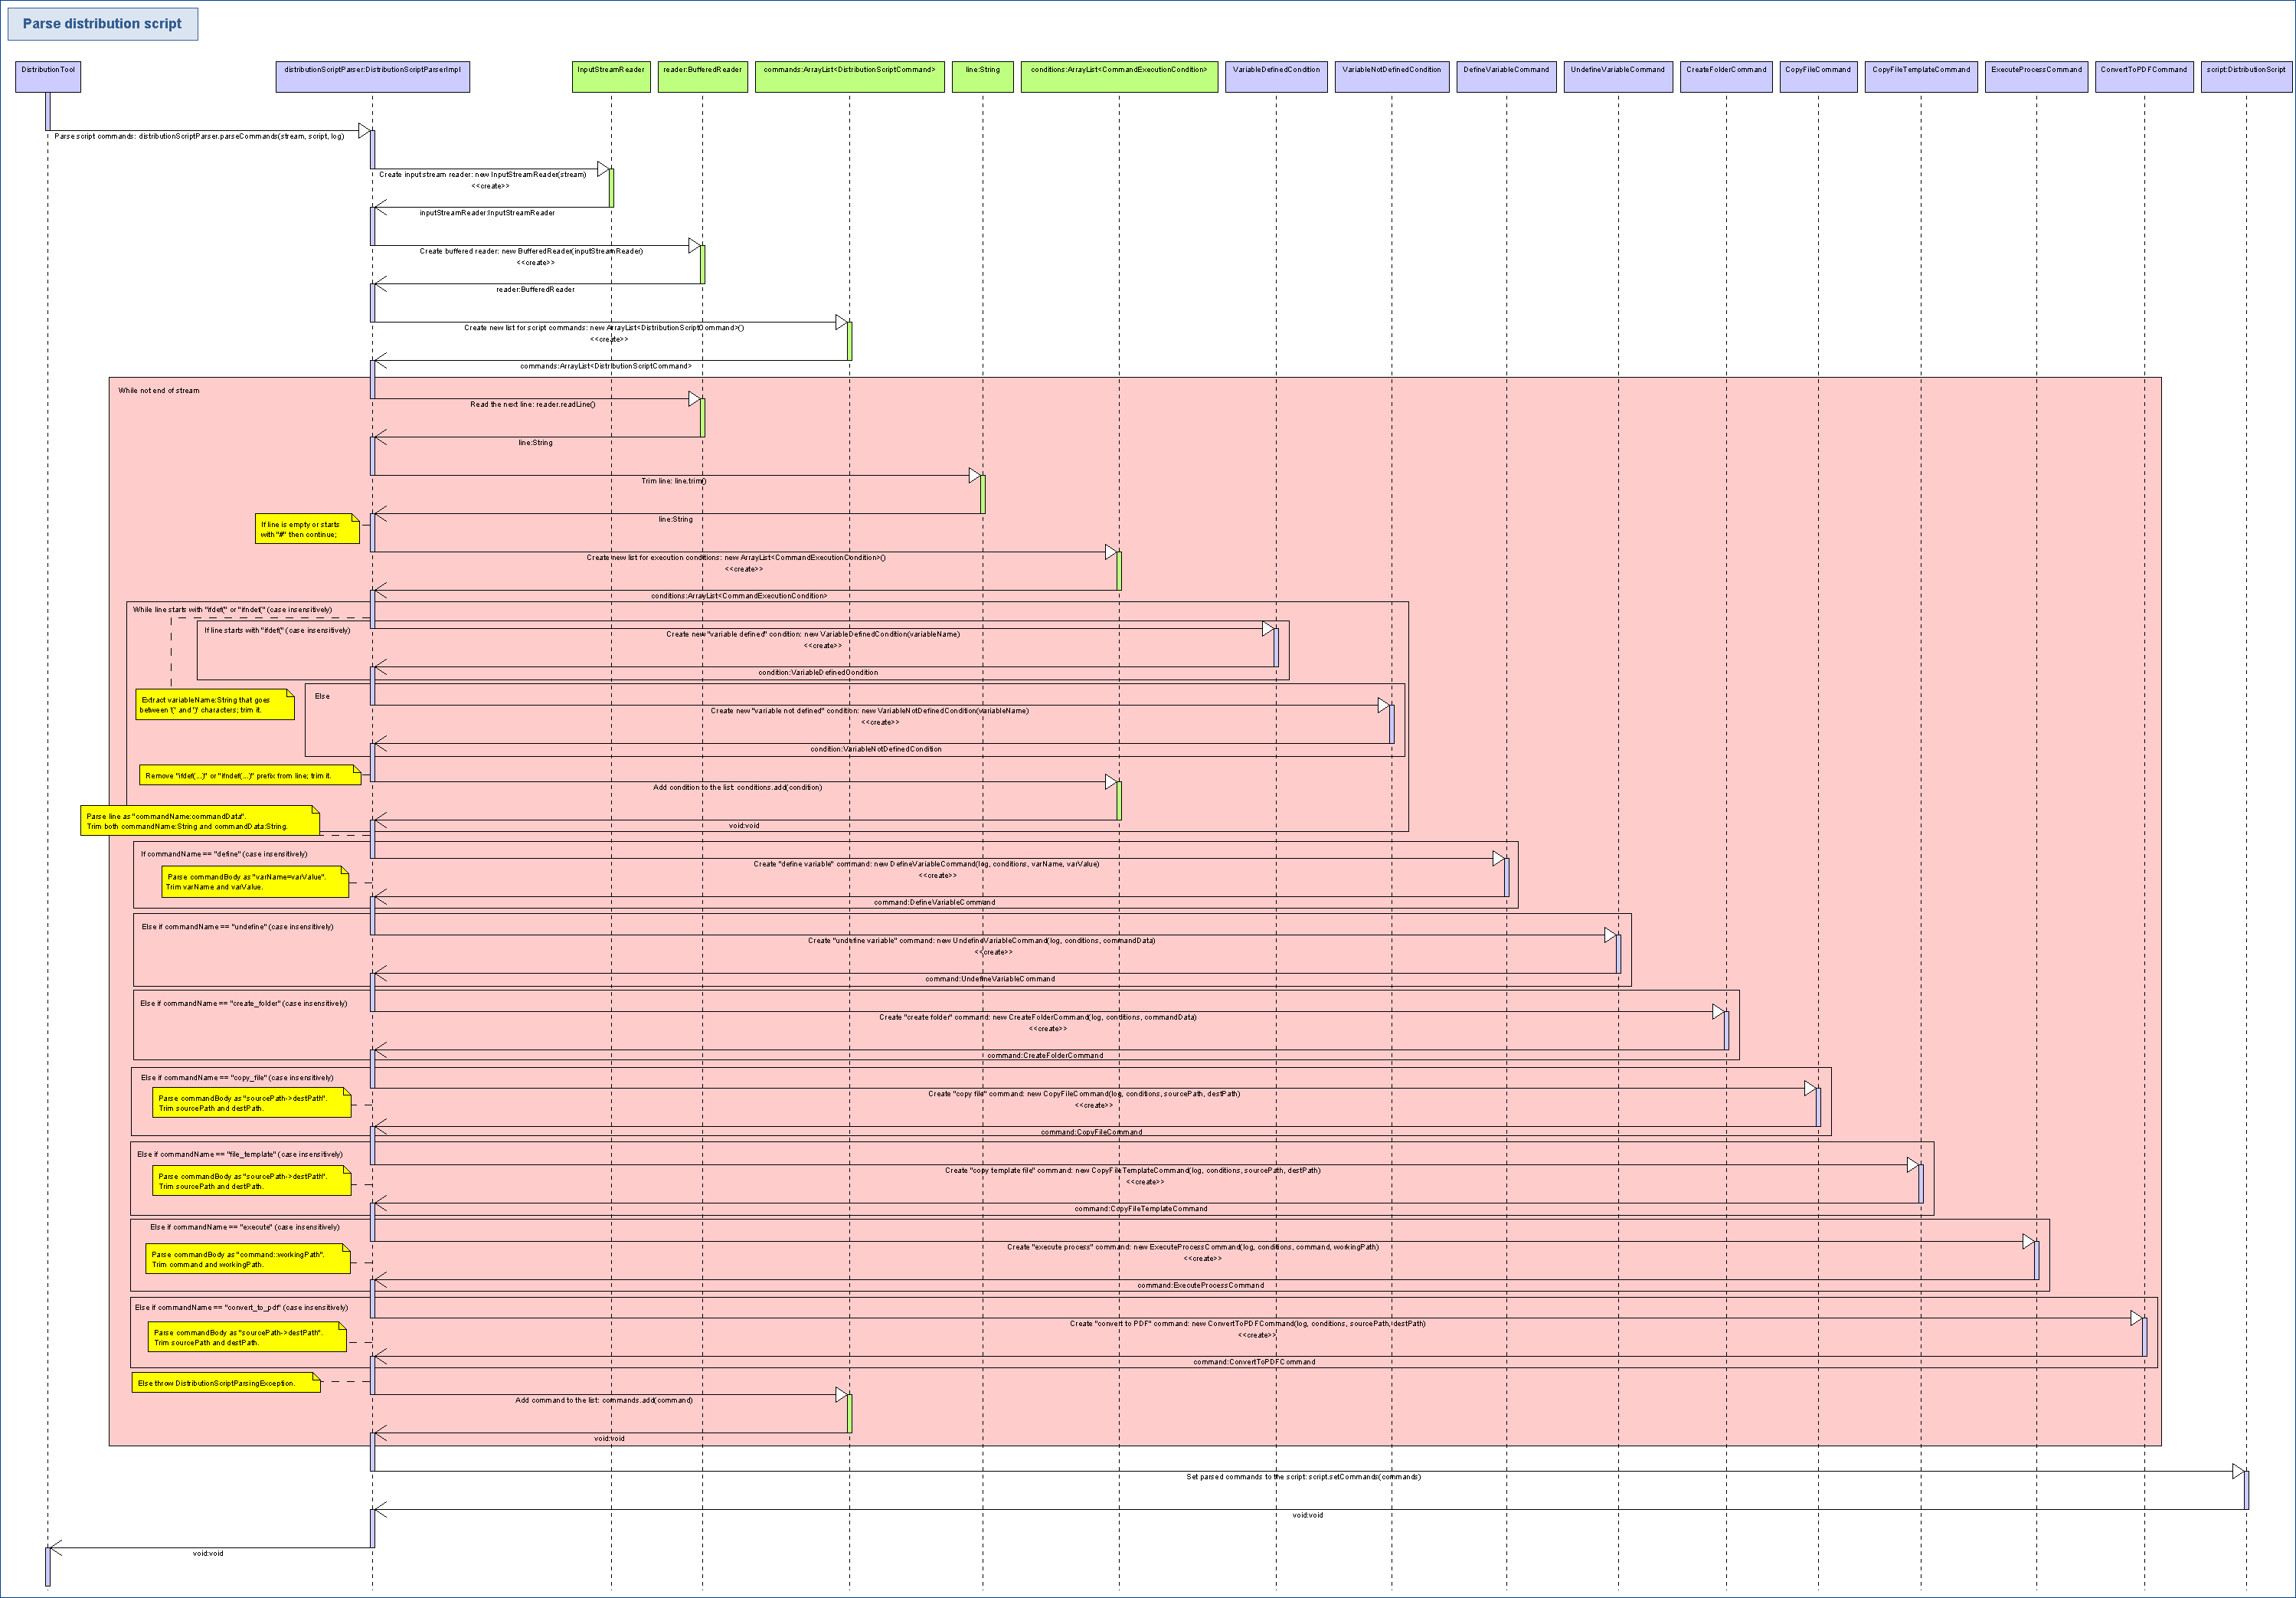 Parse distribution script
DistributionTool
distributionScriptParser:DistributionScriptParserImpl
InputStreamReader
reader:BufferedReader
commands:ArrayList<DistributionScriptCommand>
line:String
conditions:ArrayList<CommandExecutionCondition>
VariableDefinedCondition
VariableNotDefinedCondition
DefineVariableCommand
UndefineVariableCommand
CreateFolderCommand
CopyFileCommand
CopyFileTemplateCommand
ExecuteProcessCommand
ConvertToPDFCommand
script:DistributionScript
Parse script commands: distributionScriptParser.parseCommands(stream, script, log)
Create input stream reader: new InputStreamReader(stream)
<<create>>
inputStreamReader:InputStreamReader
Create buffered reader: new BufferedReader(inputStreamReader)
<<create>>
reader:BufferedReader
Create new list for script commands: new ArrayList<DistributionScriptCommand>()
<<create>>
commands:ArrayList<DistributionScriptCommand>
While not end of stream
Read the next line: reader.readLine()
line:String
Trim line: line.trim()
line:String
If line is empty or starts
with "#" then continue;
Create new list for execution conditions: new ArrayList<CommandExecutionCondition>()
<<create>>
conditions:ArrayList<CommandExecutionCondition>
While line starts with "ifdef(" or "ifndef(" (case insensitively)
If line starts with "ifdef(" (case insensitively)
Create new "variable defined" condition: new VariableDefinedCondition(variableName)
<<create>>
condition:VariableDefinedCondition
Extract variableName:String that goes
between '(' and ')' characters; trim it.
Else
Create new "variable not defined" condition: new VariableNotDefinedCondition(variableName)
<<create>>
condition:VariableNotDefinedCondition
Remove "ifdef(...)" or "ifndef(...)" prefix from line; trim it.
Add condition to the list: conditions.add(condition)
Parse line as "commandName:commandData".
Trim both commandName:String and commandData:String.
void:void
If commandName == "define" (case insensitively)
Create "define variable" command: new DefineVariableCommand(log, conditions, varName, varValue)
<<create>>
Parse commandBody as "varName=varValue".
Trim varName and varValue.
command:DefineVariableCommand
Else if commandName == "undefine" (case insensitively)
Create "undefine variable" command: new UndefineVariableCommand(log, conditions, commandData)
<<create>>
command:UndefineVariableCommand
Else if commandName == "create_folder" (case insensitively)
Create "create folder" command: new CreateFolderCommand(log, conditions, commandData)
<<create>>
command:CreateFolderCommand
Else if commandName == "copy_file" (case insensitively)
Create "copy file" command: new CopyFileCommand(log, conditions, sourcePath, destPath)
<<create>>
Parse commandBody as "sourcePath->destPath".
Trim sourcePath and destPath.
command:CopyFileCommand
Else if commandName == "file_template" (case insensitively)
Create "copy template file" command: new CopyFileTemplateCommand(log, conditions, sourcePath, destPath)
<<create>>
Parse commandBody as "sourcePath->destPath".
Trim sourcePath and destPath.
command:CopyFileTemplateCommand
Else if commandName == "execute" (case insensitively)
Create "execute process" command: new ExecuteProcessCommand(log, conditions, command, workingPath)
<<create>>
Parse commandBody as "command::workingPath".
Trim command and workingPath.
command:ExecuteProcessCommand
Else if commandName == "convert_to_pdf" (case insensitively)
Create "convert to PDF" command: new ConvertToPDFCommand(log, conditions, sourcePath, destPath)
<<create>>
Parse commandBody as "sourcePath->destPath".
Trim sourcePath and destPath.
command:ConvertToPDFCommand
Else throw DistributionScriptParsingException.
Add command to the list: commands.add(command)
void:void
Set parsed commands to the script: script.setCommands(commands)
void:void
void:void